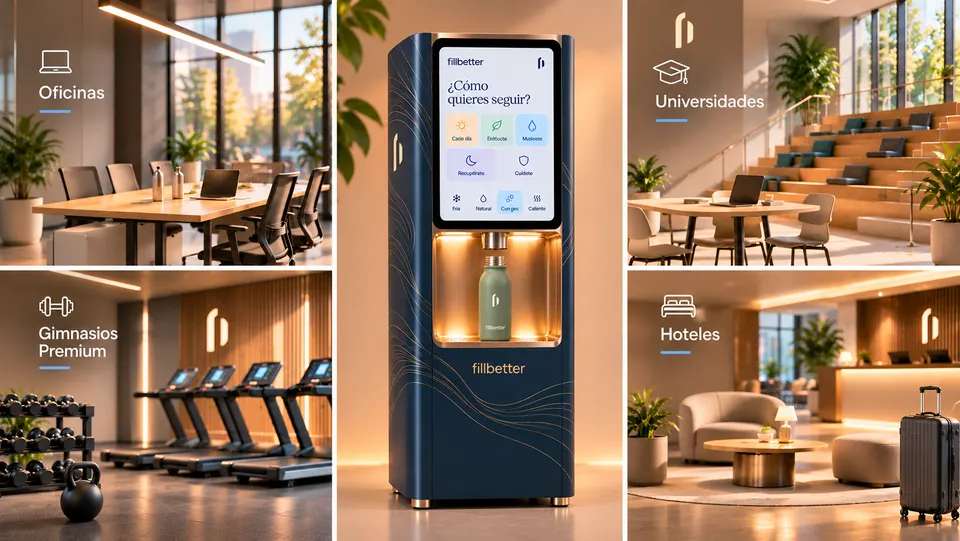 Oficinas
Gimnasios
Premium
fillbetter
¿Cómo
quieres seguir?
Cada día
Muévete
Recupérate
Cuídate
Fría
Natural
Con gas
Caliente
fillbetter
fillbetter
Universidades
Hoteles